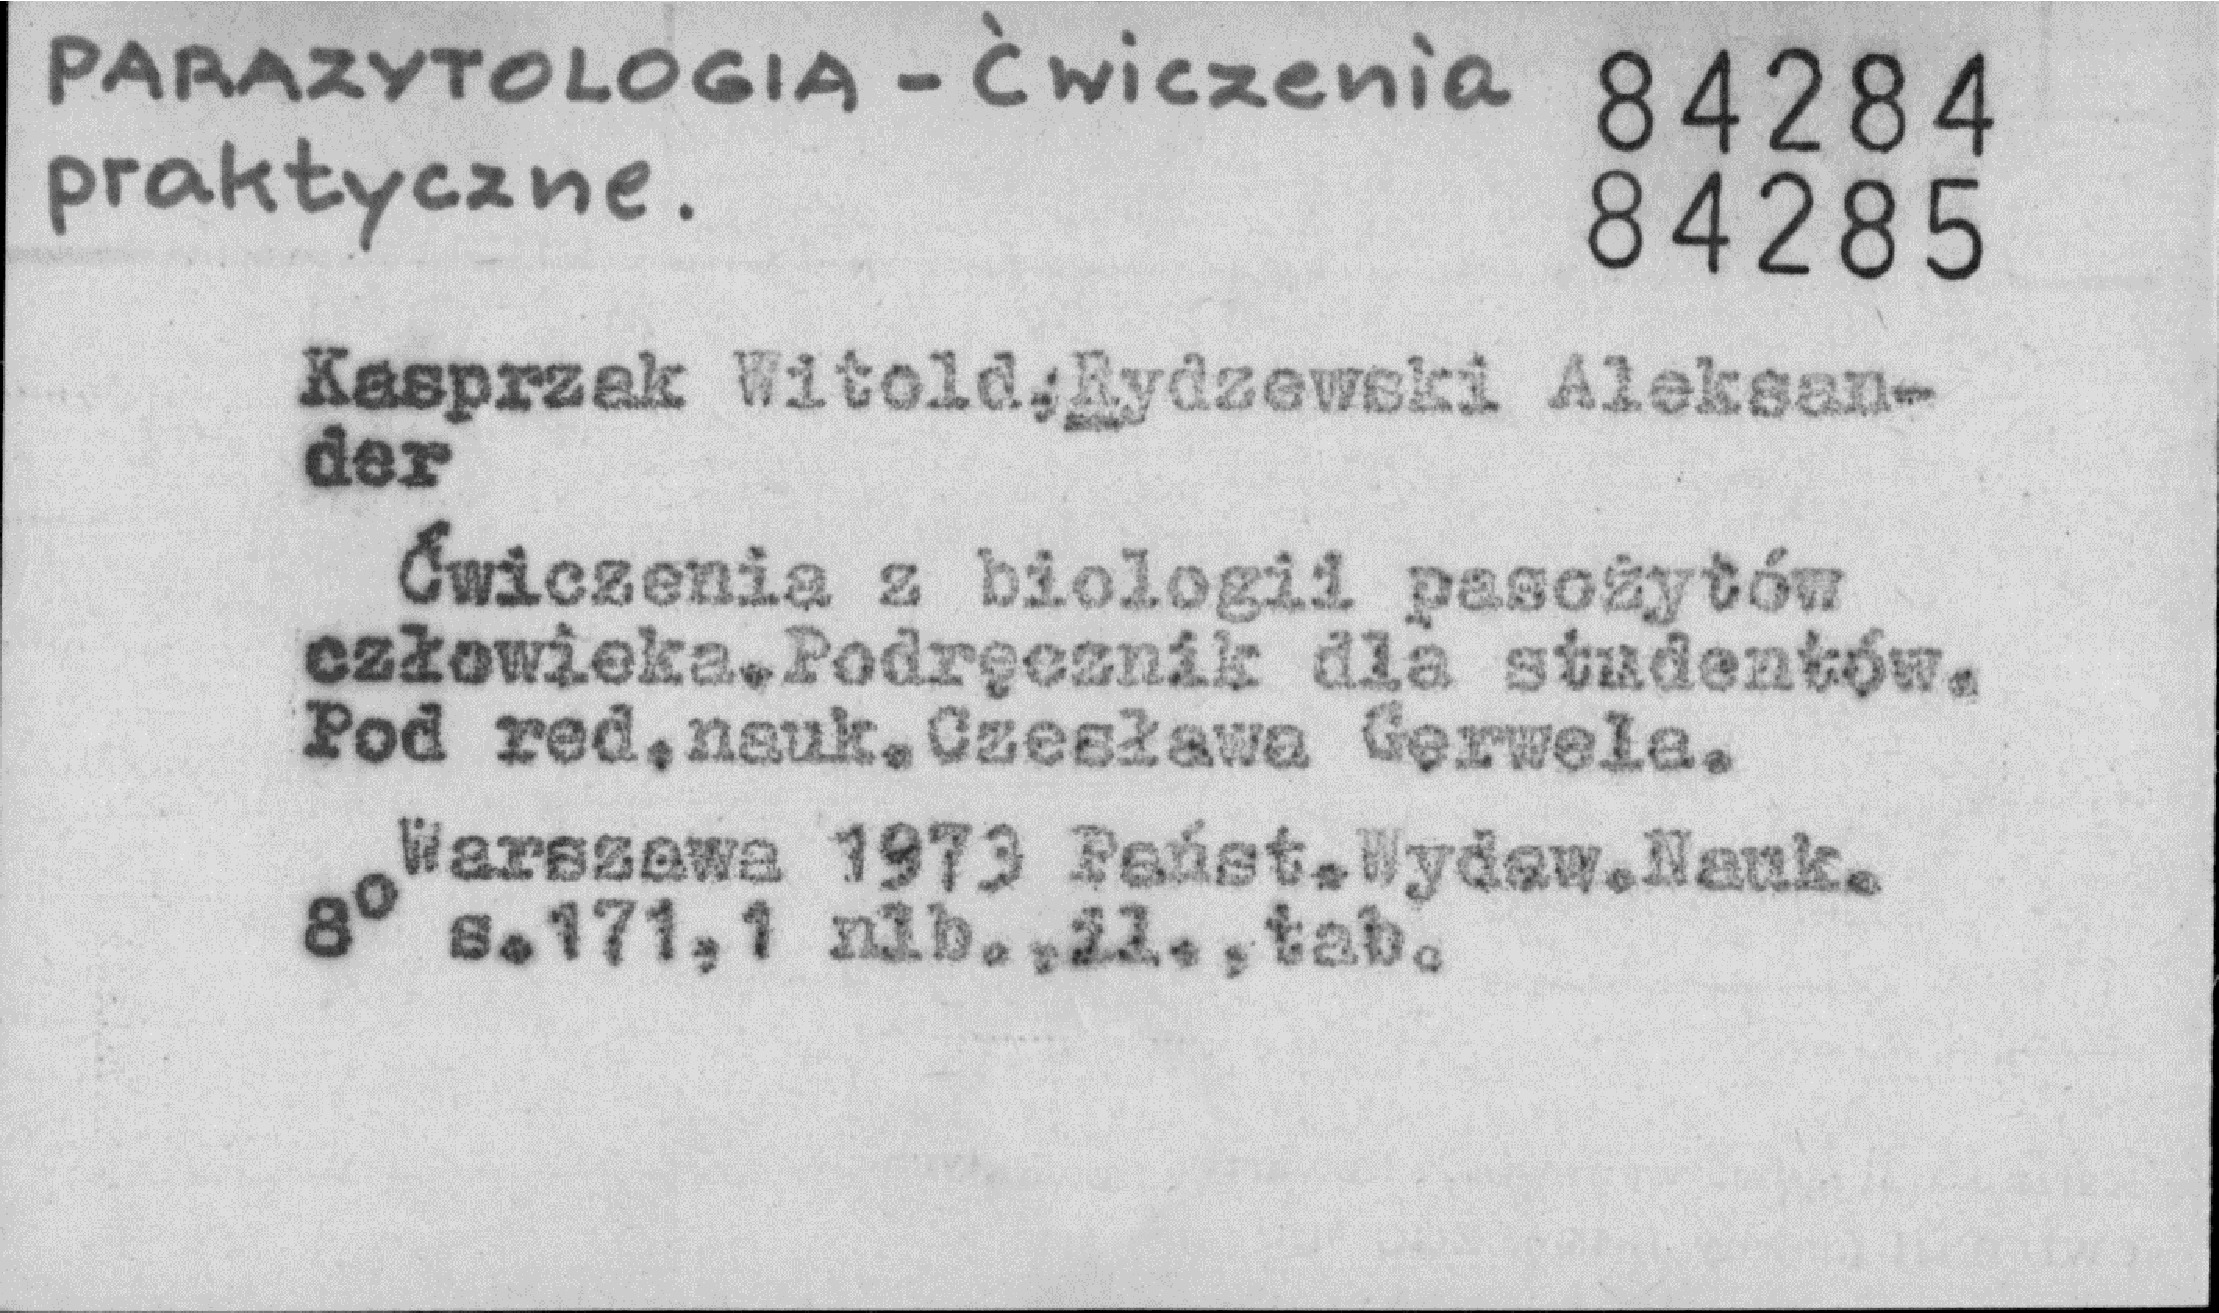 PARAZYTOLOGIA - Ćwiczenia
praktyczne.
84284
84285
Kasprzak Witold,Rydzewski Aleksan-
der
Ćwiczenia z biologii pasożytów
człowieka.Podręcznik dla studentów.
Pod red.nauk.Czesława Gerwela.
Warszawa 1973 Państ.Wydaw.Nauk.
8° s.171,1 nlb.,il.,tab.